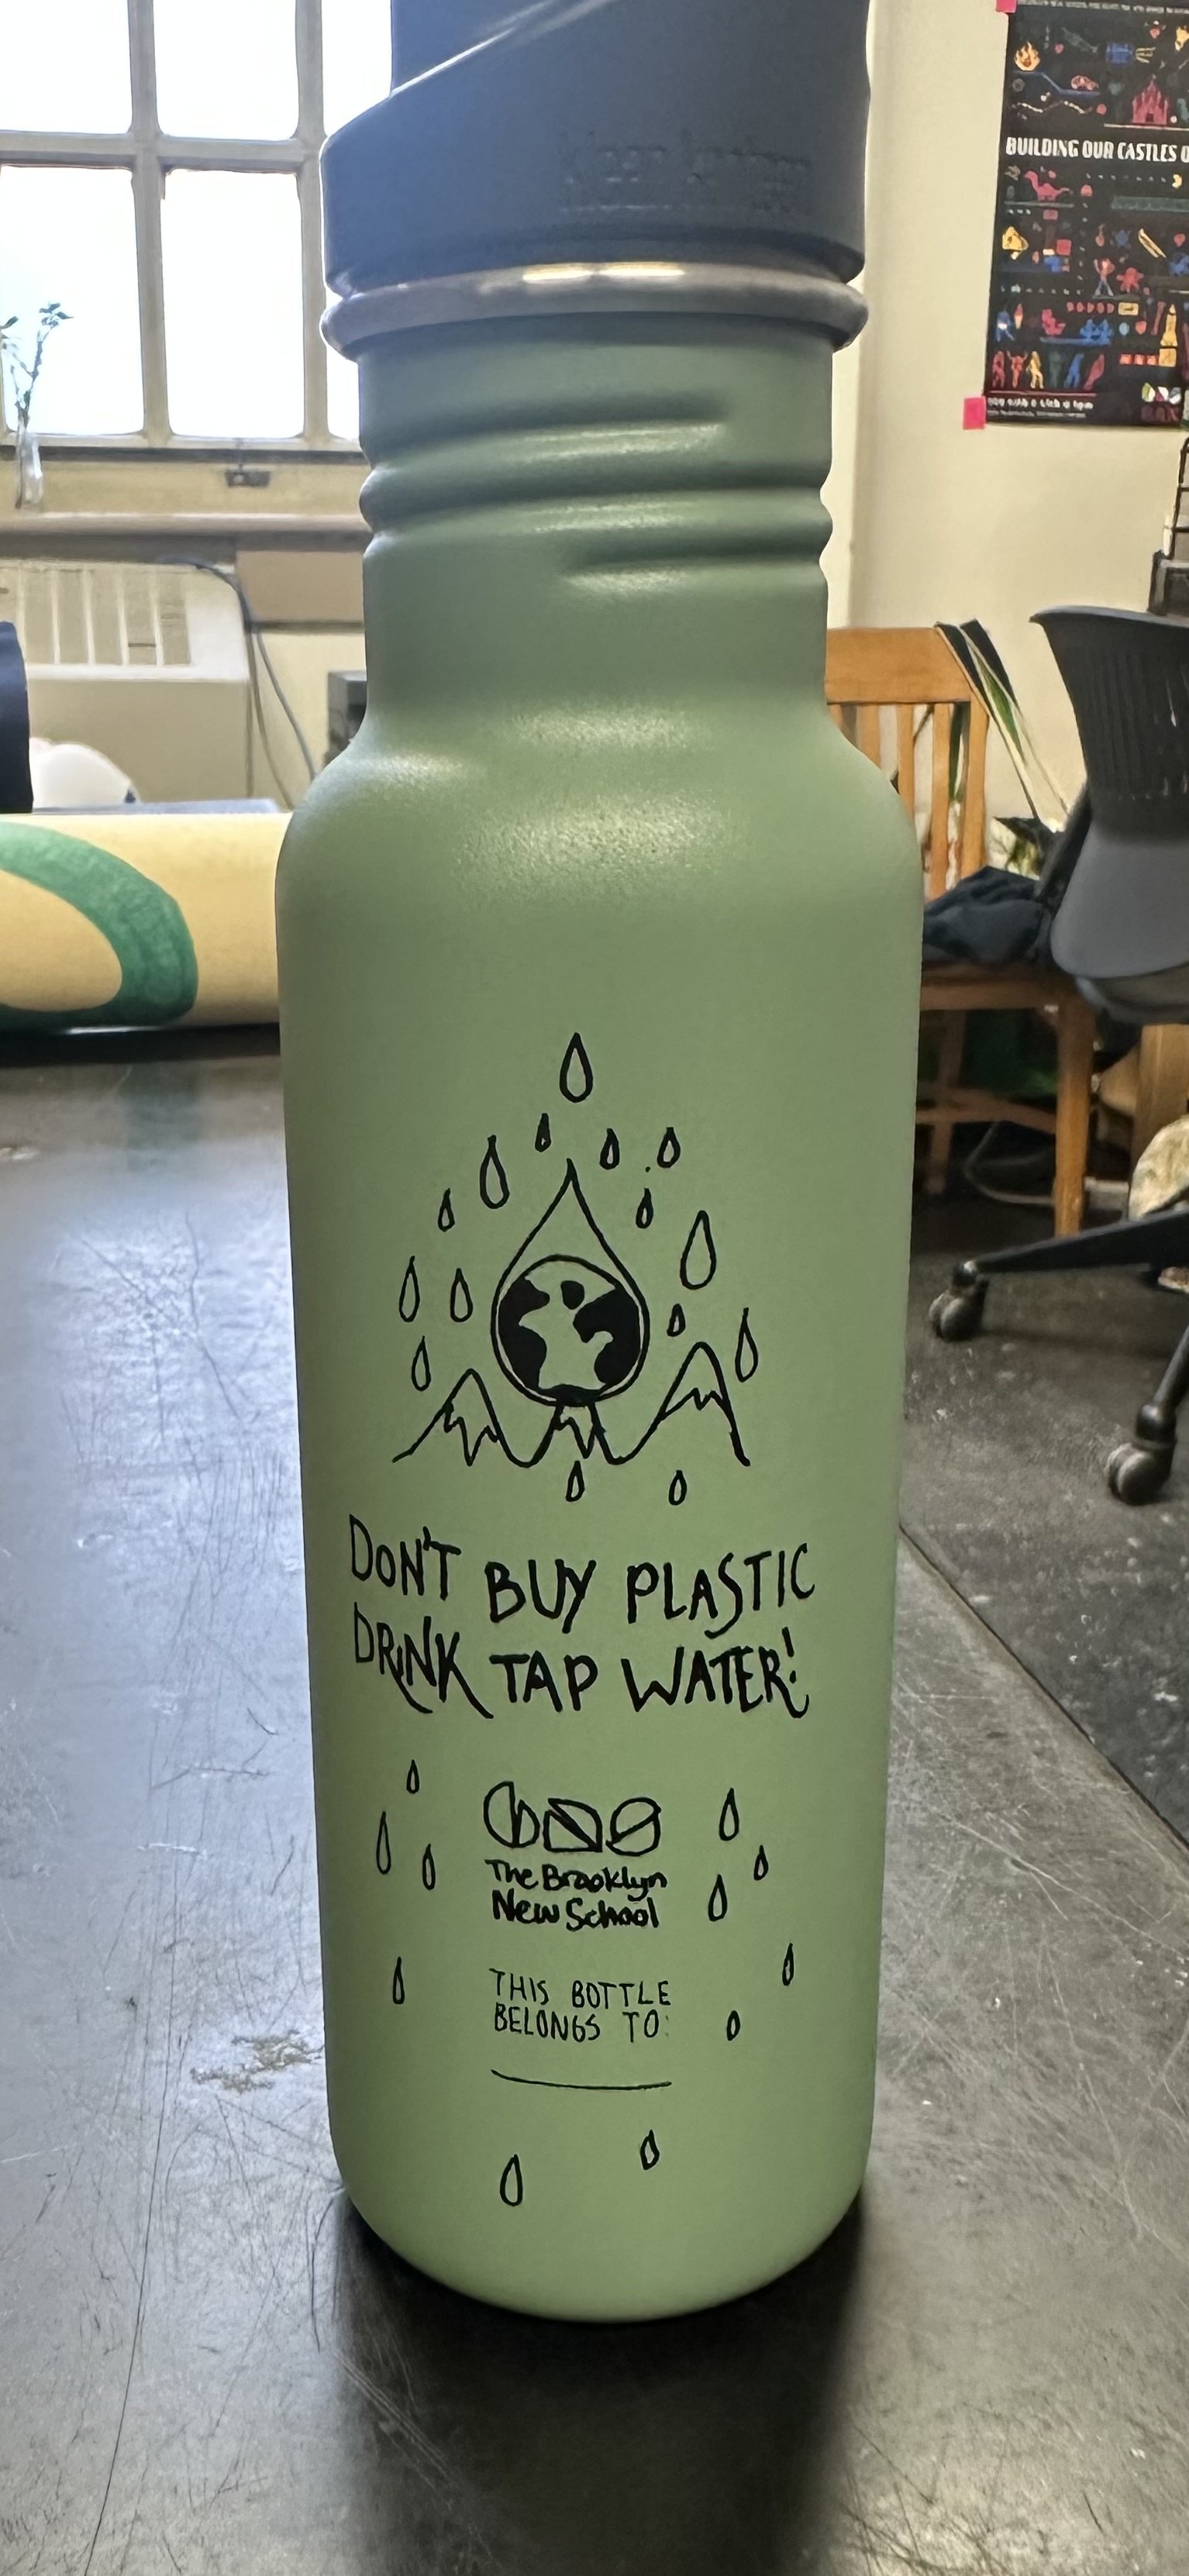 BUILDING OUR CASTLES O
DON'T BUY PLASTIC
DRINK TAP WATER!
The Brooklyn
New School
THIS BOTTLE
BELONGS TO: